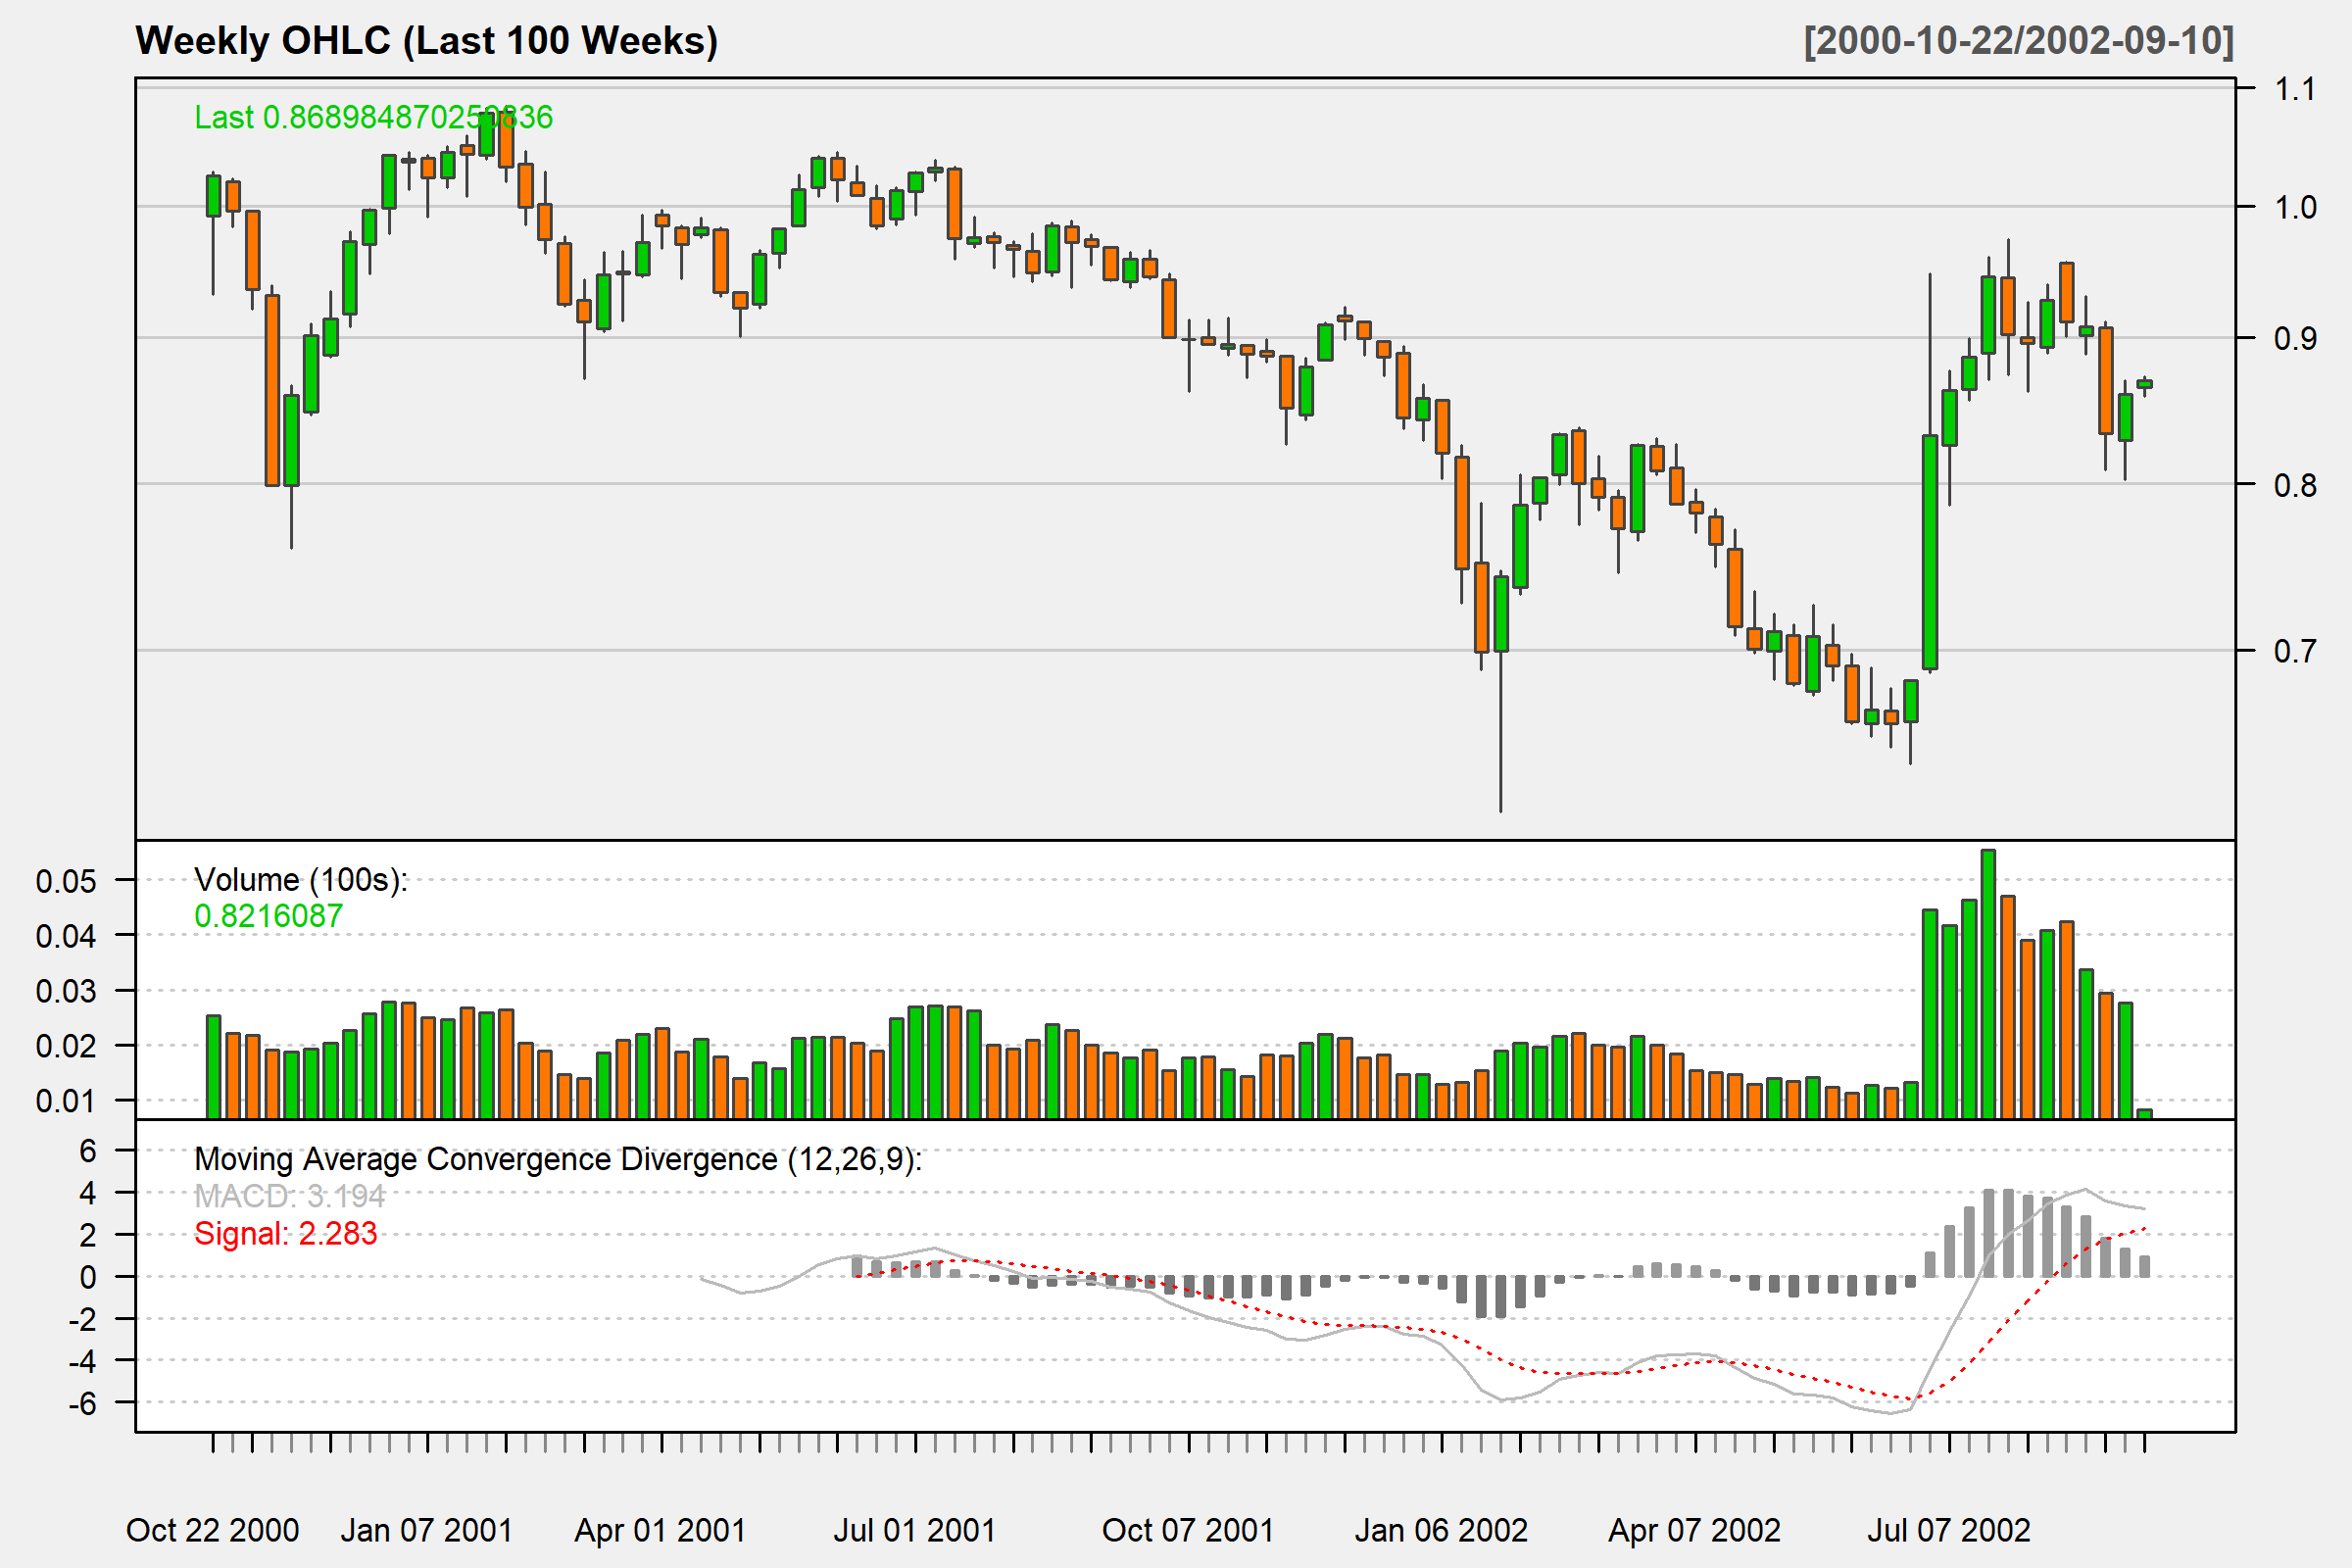 Weekly OHLC (Last 100 Weeks)
[2000-10-22/2002-09-10]
Last
1.1
1.0
0.9
0.8
0.7
Volume (100s):
0.8216087
0.05
0.04
0.03
0.02
0.01
Moving Average Convergence Divergence (12,26,9):
MACD: 3.194
Signal: 2.283
6
4
2
0
-2
-4
-6
Oct 22 2000 Jan 07 2001 Apr 01 2001 Jul 01 2001 Oct 07 2001 Jan 06 2002 Apr 07 2002 Jul 07 2002